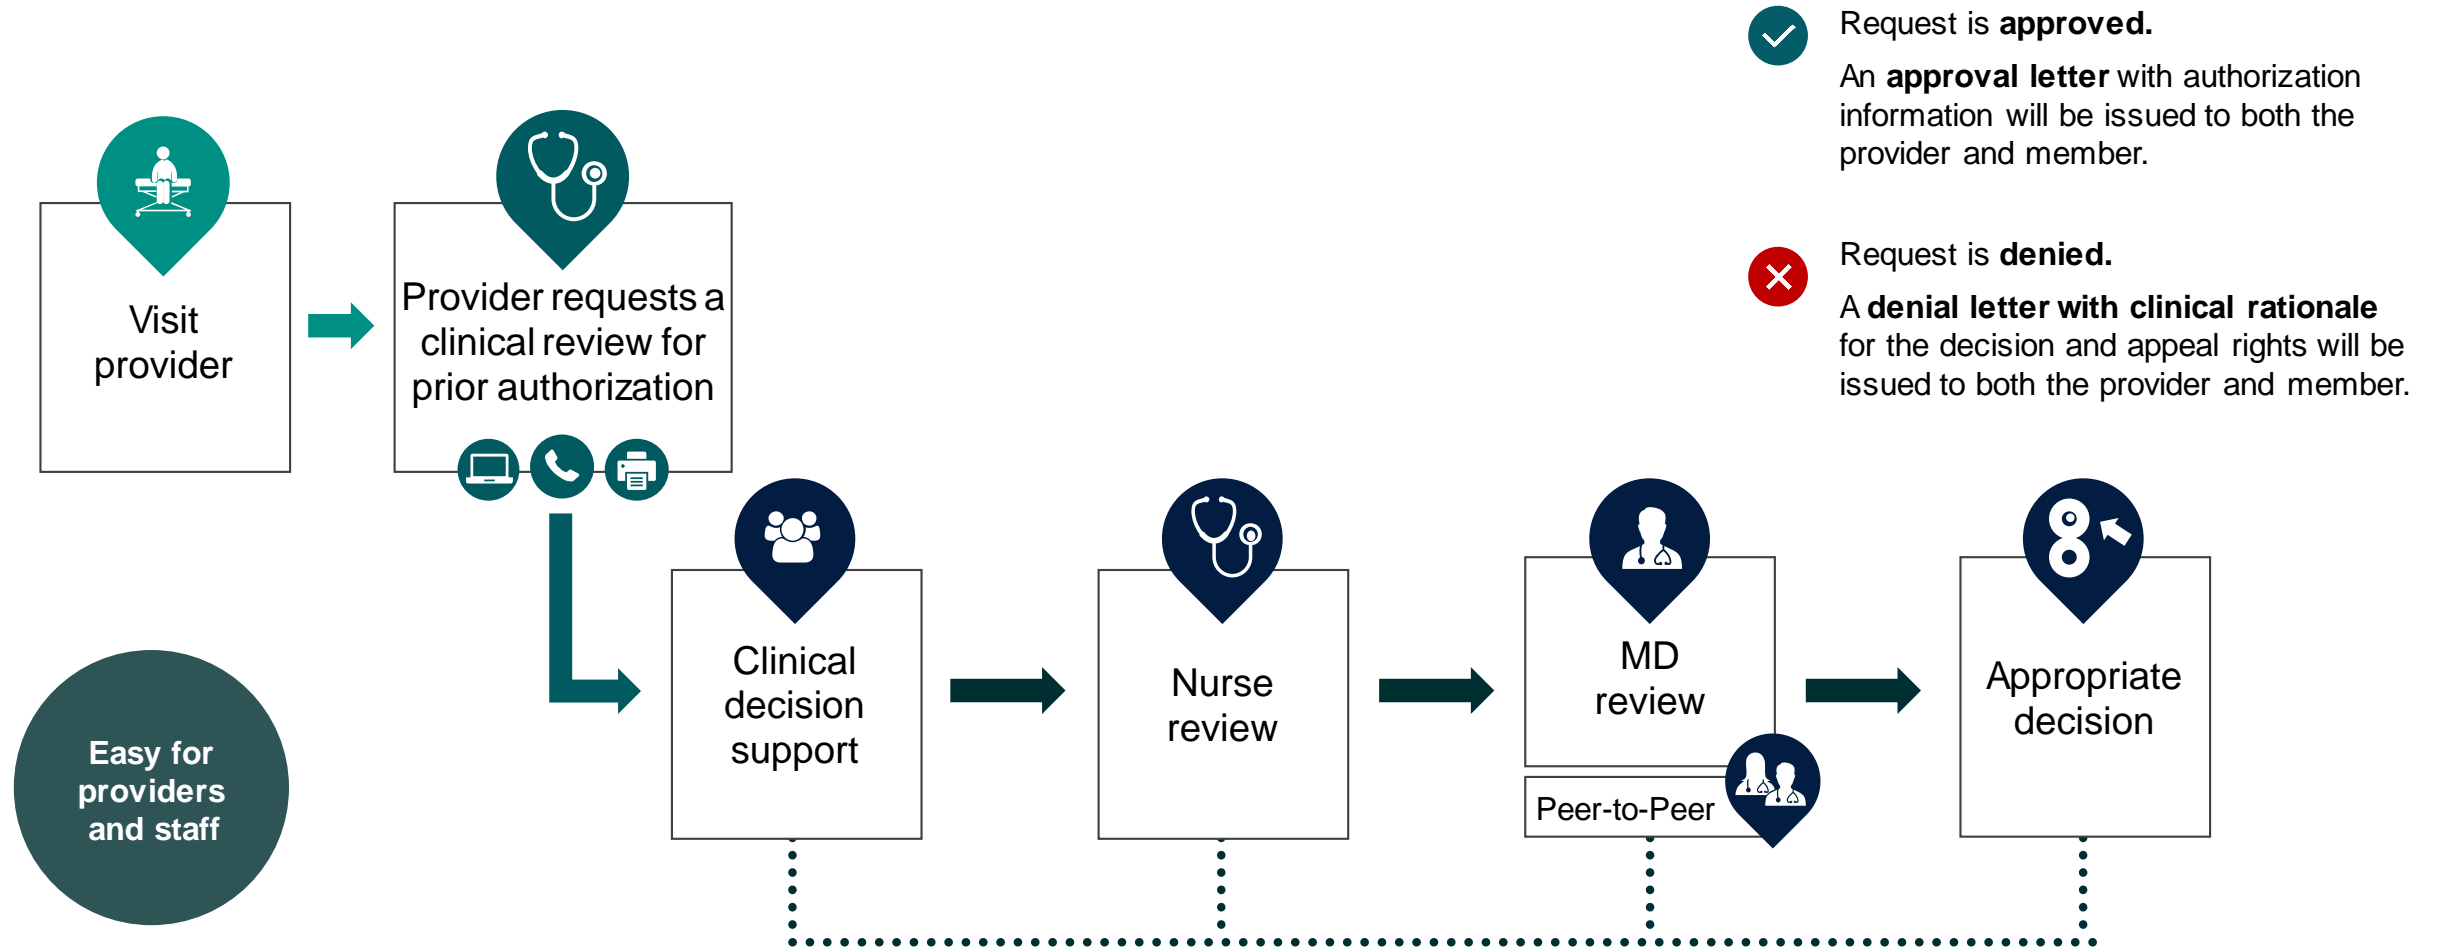 Request is approved.
An approval letter with authorization
information will be issued to both the
provider and member.
Request is denied.
A denial letter with clinical rationale
for the decision and appeal rights will be
issued to both the provider and member.
Visit
provider
Provider requests a
clinical review for
prior authorization
Clinical
decision
support
Nurse
review
MD
review
Peer-to-Peer
Appropriate
decision
Easy for
providers
and staff